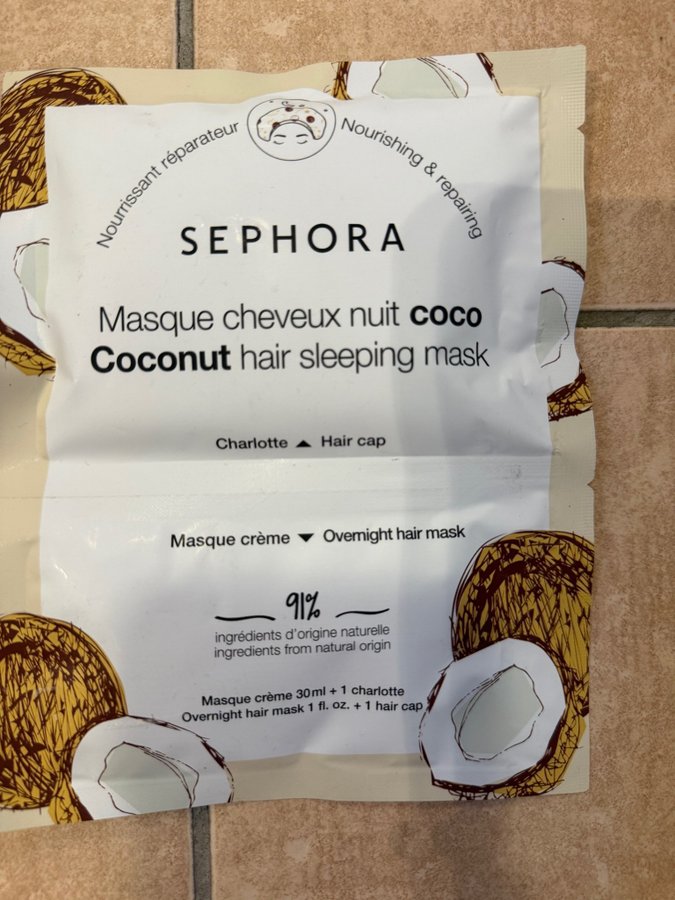 Nourrissant réparateur
Nourishing & repairing
SEPHORA
Masque cheveux nuit coco
Coconut hair sleeping mask
Charlotte ▲ Hair cap
Masque crème ▼ Overnight hair mask
91%
ingrédients d'origine naturelle
ingredients from natural origin
Masque crème 30ml + 1 charlotte
Overnight hair mask 1 fl. oz. + 1 hair cap